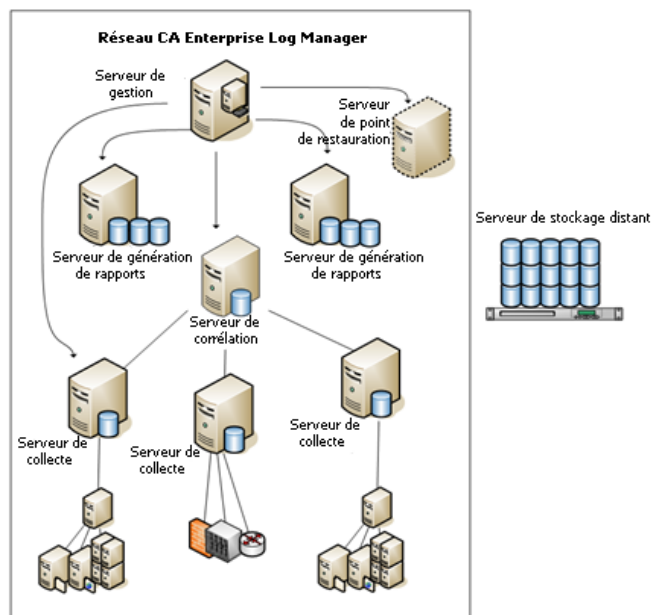 Réseau CA Enterprise Log Manager
Serveur de
gestion
Serveur
de point
de restauration
Serveur de stockage distant
Serveur de génération
de rapports
Serveur de génération
de rapports
Serveur de
corrélation
Serveur de
collecte
Serveur de
collecte
Serveur de
collecte